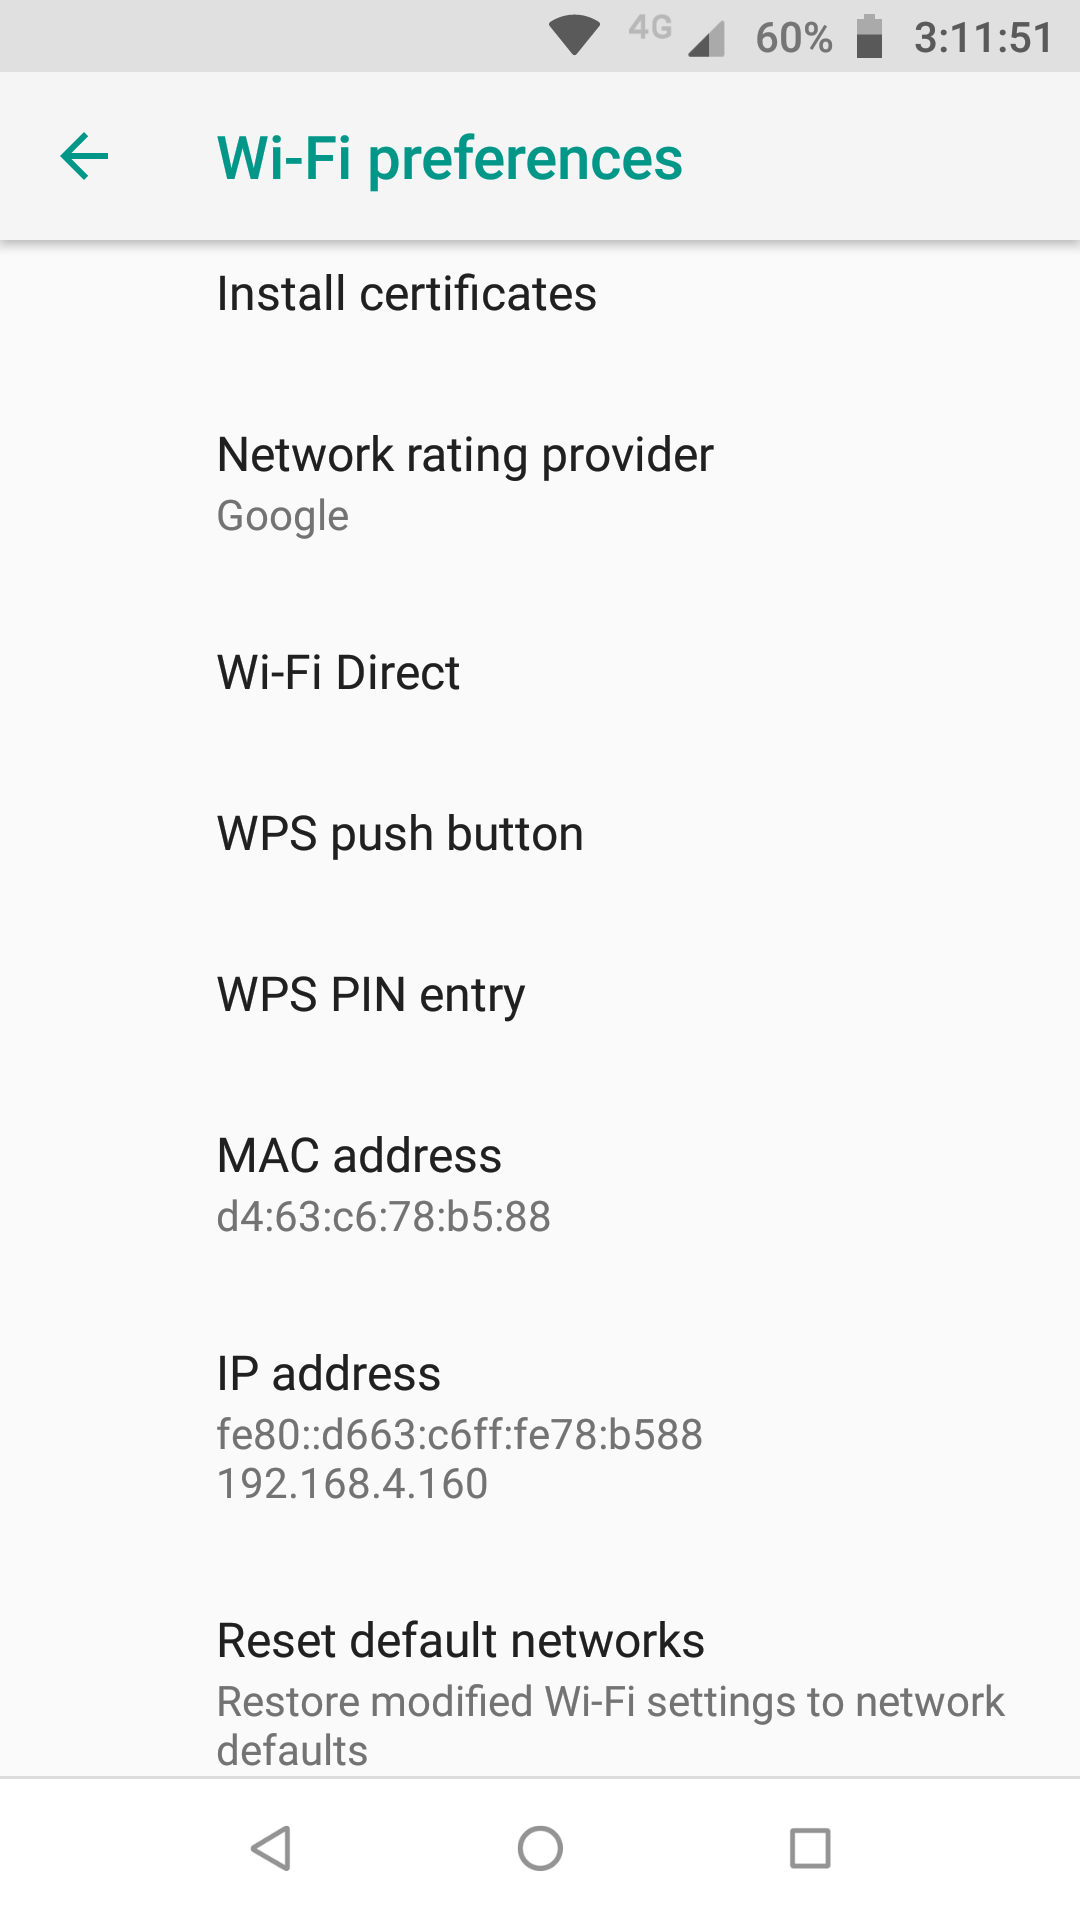 4G 60% 3:11:51
Wi-Fi preferences
Install certificates
Network rating provider
Google
Wi-Fi Direct
WPS push button
WPS PIN entry
MAC address
d4:63:c6:78:b5:88
IP address
fe80::d663:c6ff:fe78:b588
192.168.4.160
Reset default networks
Restore modified Wi-Fi settings to network
defaults